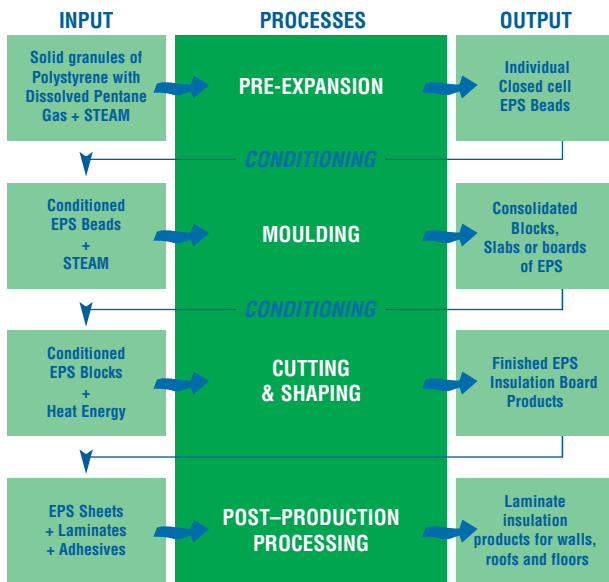 INPUT
PROCESSES
OUTPUT
Solid granules of
Polystyrene with
Dissolved Pentane
Gas + STEAM
PRE-EXPANSION
Individual
Closed cell
EPS Beads
CONDITIONING
Conditioned
EPS Beads
+
STEAM
MOULDING
Consolidated
Blocks,
Slabs or boards
of EPS
CONDITIONING
Conditioned
EPS Blocks
+
Heat Energy
CUTTING
& SHAPING
Finished EPS
Insulation Board
Products
EPS Sheets
+ Laminates
+ Adhesives
POST–PRODUCTION
PROCESSING
Laminate
insulation
products for walls,
roofs and floors